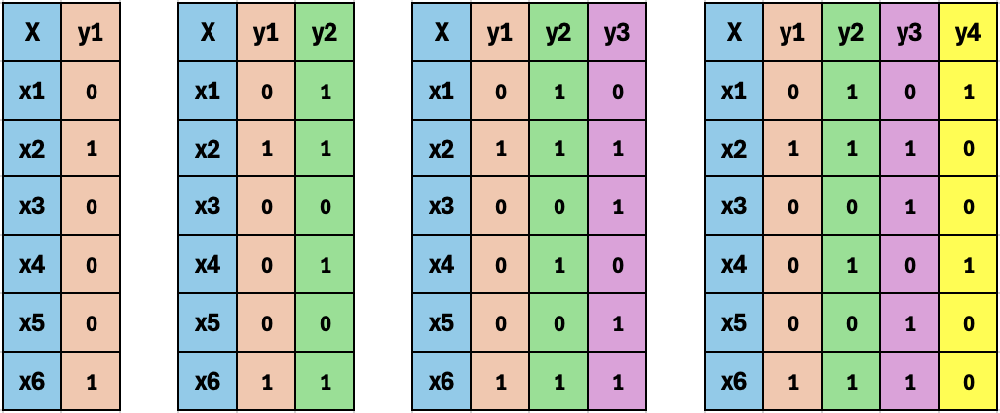 X y1 X y1 y2 X y1 y2 y3 X y1 y2 y3 y4
x1 0 x1 0 1 x1 0 1 0 x1 0 1 0 1
x2 1 x2 1 1 x2 1 1 1 x2 1 1 1 0
x3 0 x3 0 0 x3 0 0 1 x3 0 0 1 0
x4 0 x4 0 1 x4 0 1 0 x4 0 1 0 1
x5 0 x5 0 0 x5 0 0 1 x5 0 0 1 0
x6 1 x6 1 1 x6 1 1 1 x6 1 1 1 0